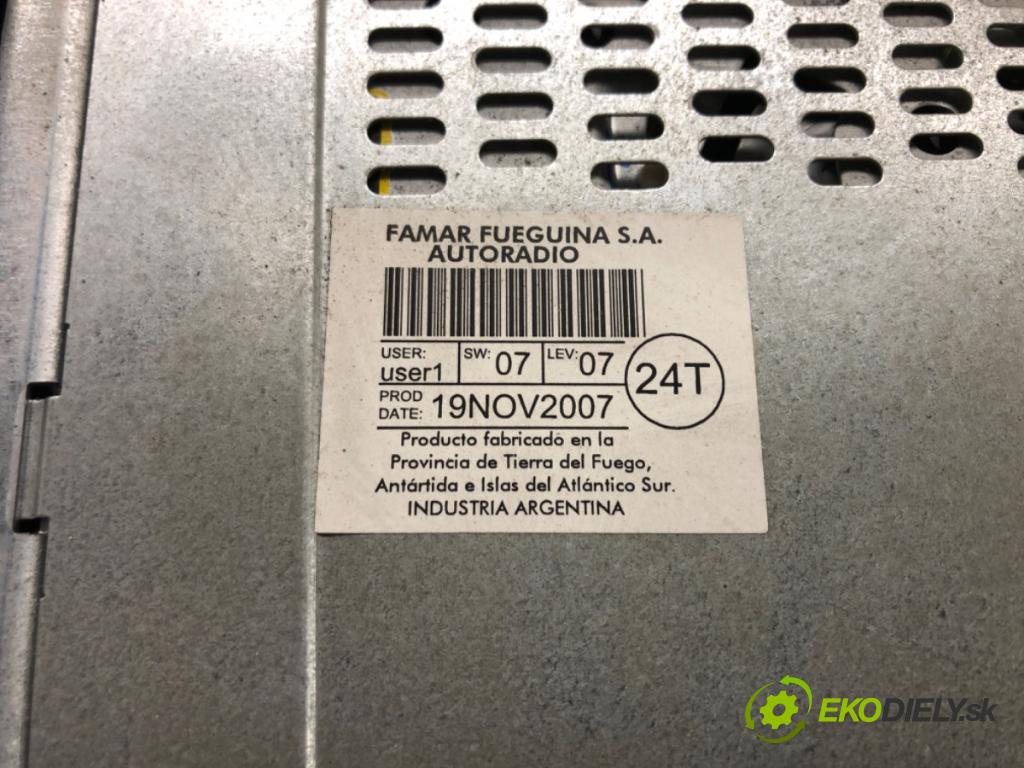 FAMAR FUEGUINA S.A.
AUTORADIO
USER: user1 SW: 07 LEV: 07
24T
PROD DATE: 19NOV2007
Producto fabricado en la
Provincia de Tierra del Fuego,
Antártida e Islas del Atlántico Sur.
INDUSTRIA ARGENTINA
EKODIELY.sk